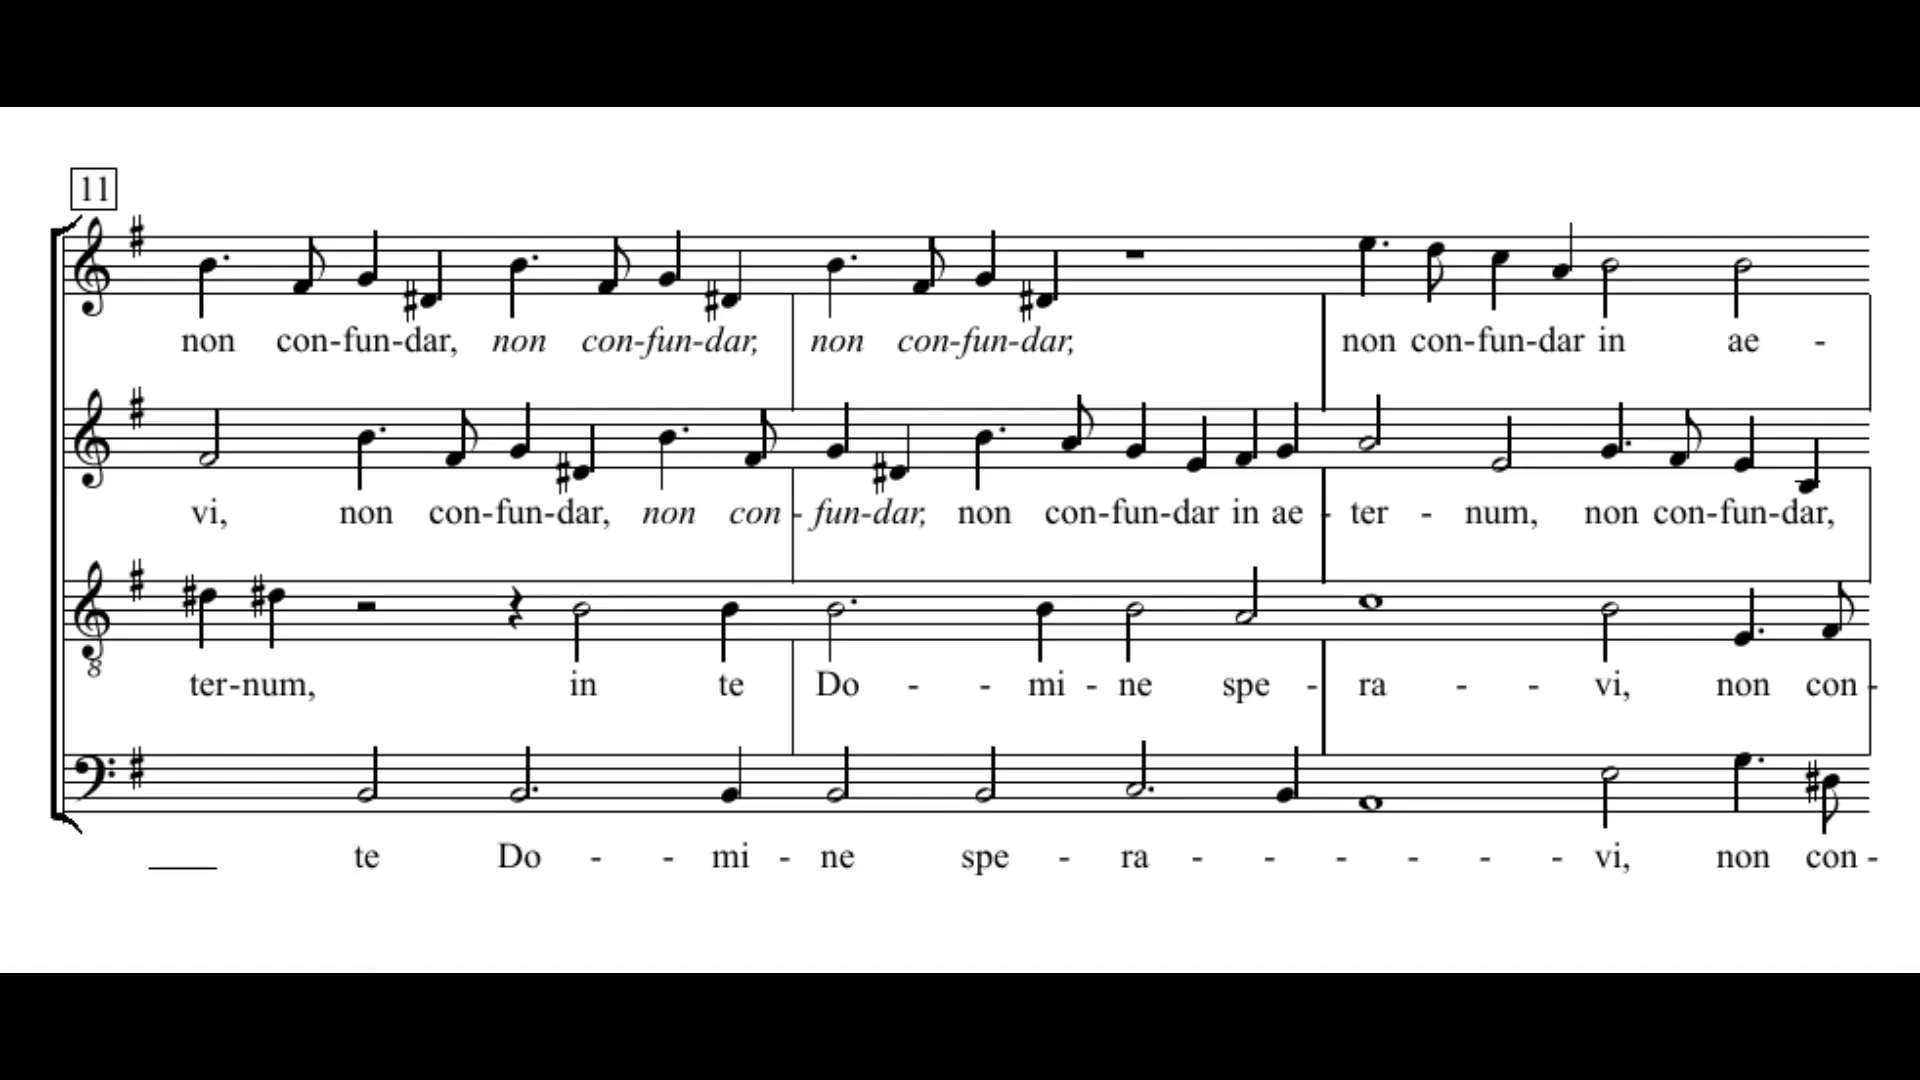 11
non con-fun-dar, non con-fun-dar, non con-fun-dar, non con-fun-dar in ae -
vi, non con-fun-dar, non con - fun-dar, non con-fun-dar in ae - ter - num, non con-fun-dar,
8
ter-num, in te Do - - mi - ne spe - ra - - vi, non con -
te Do - - mi - ne spe - ra - - - - - - vi, non con -